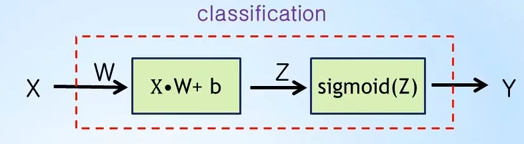 classification
X W X•W+ b Z sigmoid(Z) Y